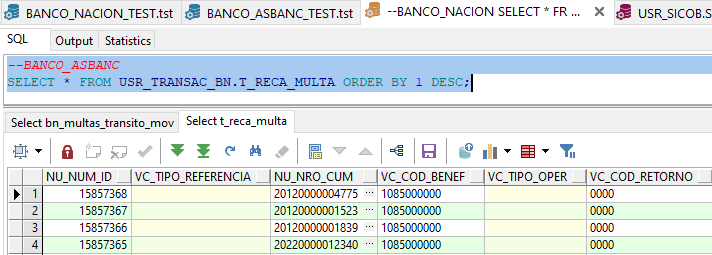 BANCO_NACION_TEST.tst BANCO_ASBANC_TEST.tst --BANCO_NACION SELECT * FR ... USR_SICOB.S
SQL Output Statistics
--BANCO_ASBANC
SELECT * FROM USR_TRANSAC_BN.T_RECA_MULTA ORDER BY 1 DESC;
Select bn_multas_transito_mov Select t_reca_multa
NU_NUM_ID VC_TIPO_REFERENCIA NU_NRO_CUM VC_COD_BENEF VC_TIPO_OPER VC_COD_RETORNO
1 15857368 20120000004775 ... 1085000000 0000
2 15857367 20120000001523 ... 1085000000 0000
3 15857366 20120000001839 ... 1085000000 0000
4 15857365 20220000012340 ... 1085000000 0000